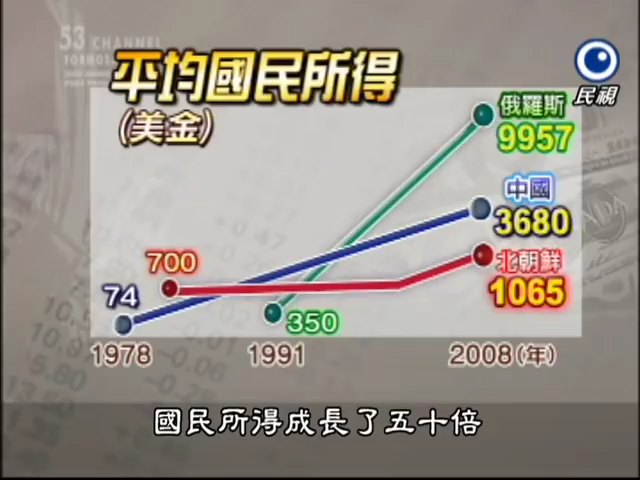 53 CHANNEL
平均國民所得
(美金)
民視
俄羅斯
9957
中國
3680
北朝鮮
1065
700
74
350
1978
1991
2008(年)
國民所得成長了五十倍